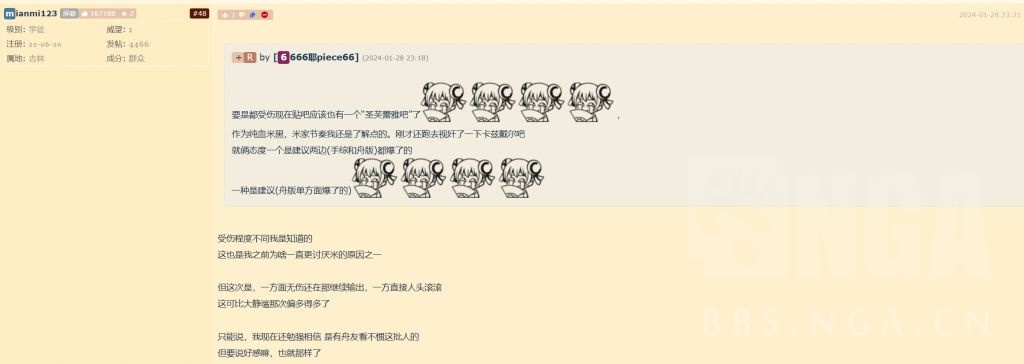 mianmi123 屏蔽 167188 2 #48
级别: 学徒 威望: 1
注册: 22-06-20 发帖: 4466
属地: 吉林 成分: 群众
1
2024-01-28 23:21
+ R by [6666耶piece66] (2024-01-28 23:18)
要是都受伤现在贴吧应该也有一个“圣芙蕾雅吧”了,
作为纯血米黑，米家节奏我还是了解点的。刚才还跑去视奸了一下卡兹戴尔吧
就俩态度一个是建议两边(手综和舟版)都爆了的
一种是建议(舟版单方面爆了的)
受伤程度不同我是知道的
这也是我之前为啥一直更讨厌米的原因之一
但这次是，一方面无伤还在那继续输出，一方直接人头滚滚
这可比大静谧那次偏多得多了
只能说，我现在还勉强相信 是有舟友看不惯这批人的
但要说好感嘛，也就那样了
NGA
BBS.NGA.CN